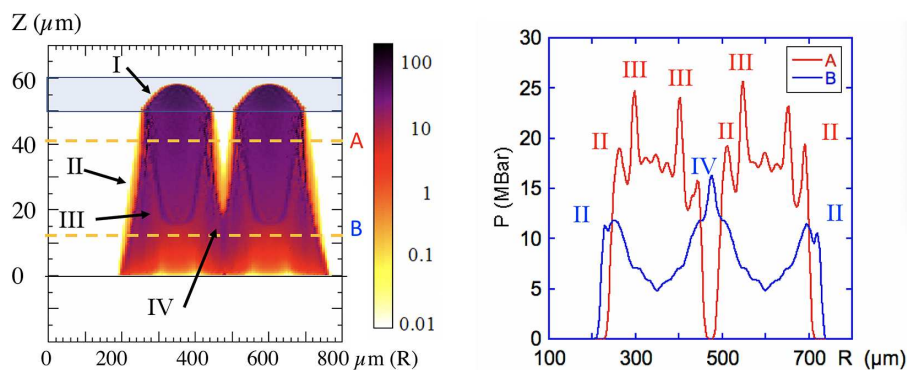 Z (µm)
I
60
A
40
II
III
20
B
IV
0
0 200 400 600 800 µm (R)
100
10
1
0.1
0.01
30
25
20
15
10
5
0
P (MBar)
A
B
III
III
III
II
II
II
IV
II
II
100 300 500 700 R (µm)